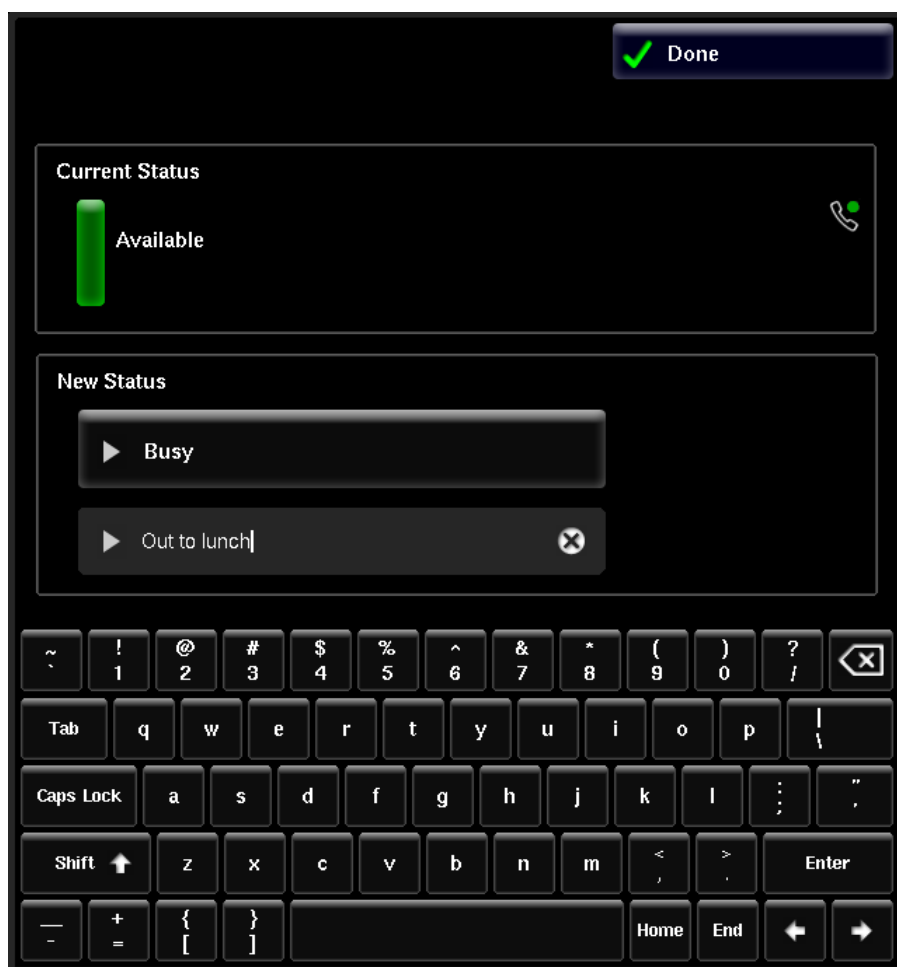 Done
Current Status
Available
New Status
Busy
Out to lunch
~ ! @ # $ % ^ & * ( ) ?
` 1 2 3 4 5 6 7 8 9 0 /
Tab q w e r t y u i o p |
\
Caps Lock a s d f g h j k l : "
; '
Shift z x c v b n m < > Enter
, .
_ + { } Home End
- = [ ]